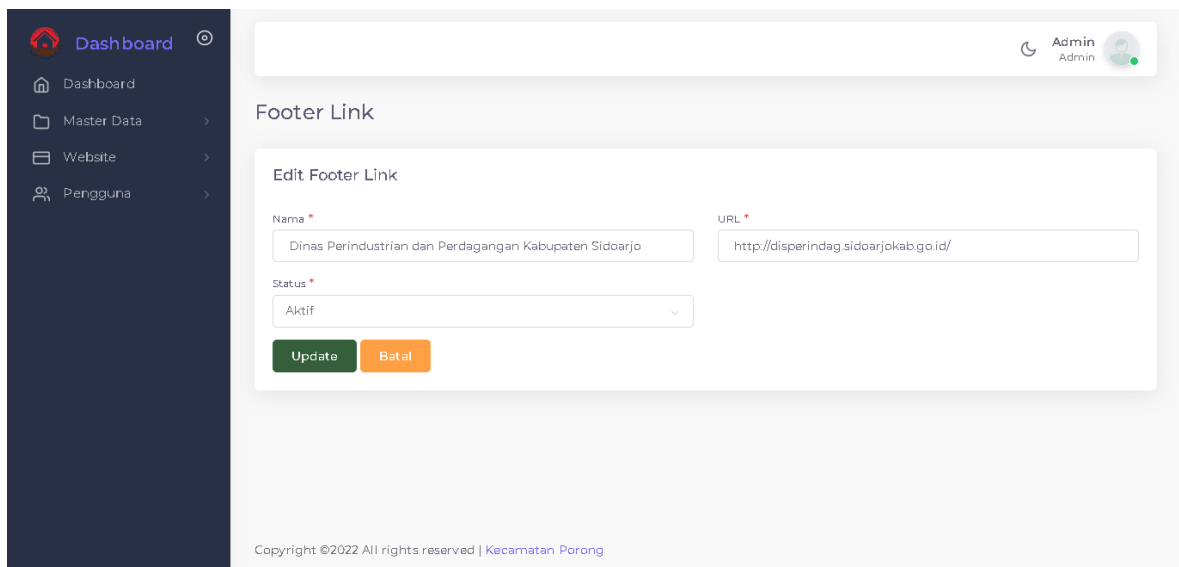 Dashboard
Dashboard
Master Data
Website
Pengguna
Admin
Admin
Footer Link
Edit Footer Link
Nama *
Dinas Perindustrian dan Perdagangan Kabupaten Sidoarjo
URL *
http://disperindag.sidoarjokab.go.id/
Status *
Aktif
Update Batal
Copyright ©2022 All rights reserved | Kecamatan Porong